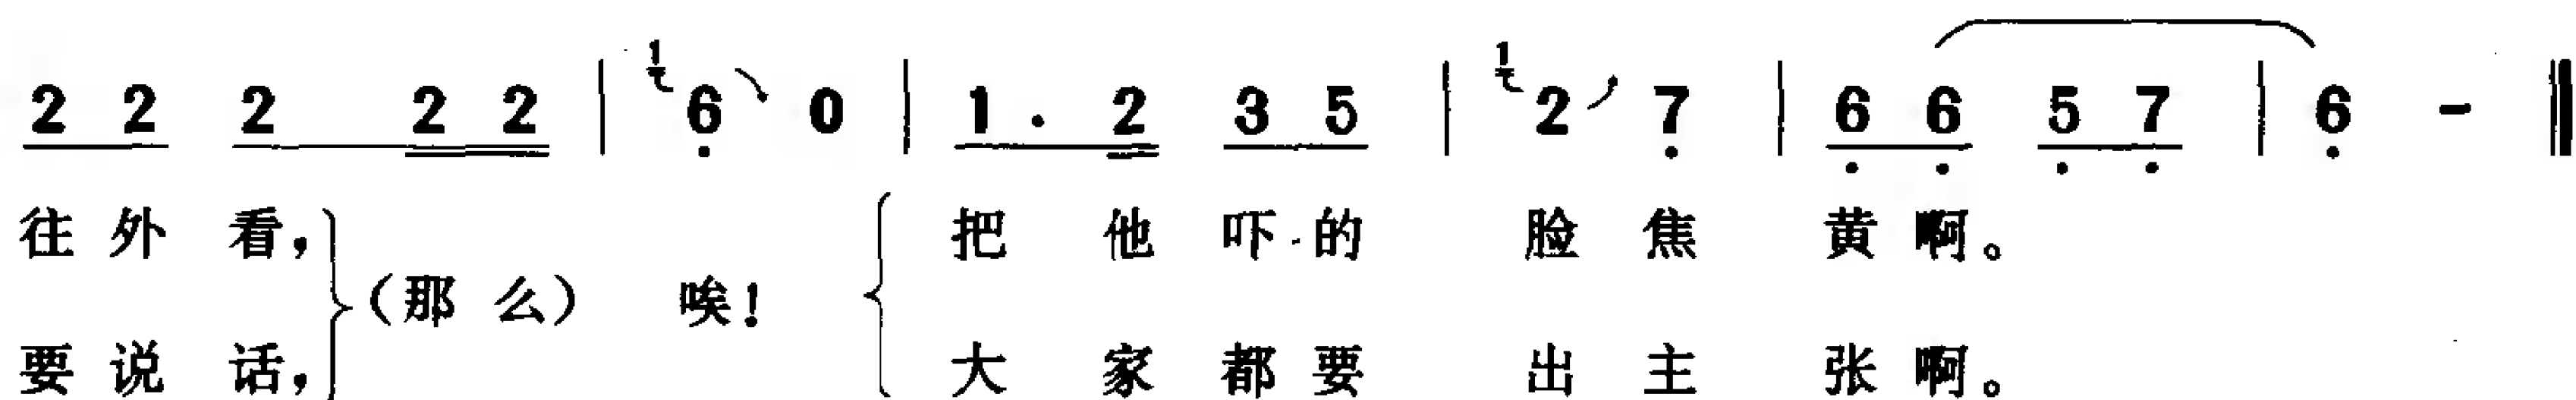 2 2 2 2 2 | 1 6 0 | 1 . 2 3 5 | 1 2 7 | 6 6 5 7 | 6 -
往外看，
（那么） 唉！
把他吓的脸焦黄啊。
要说话，
大家都要出主张啊。